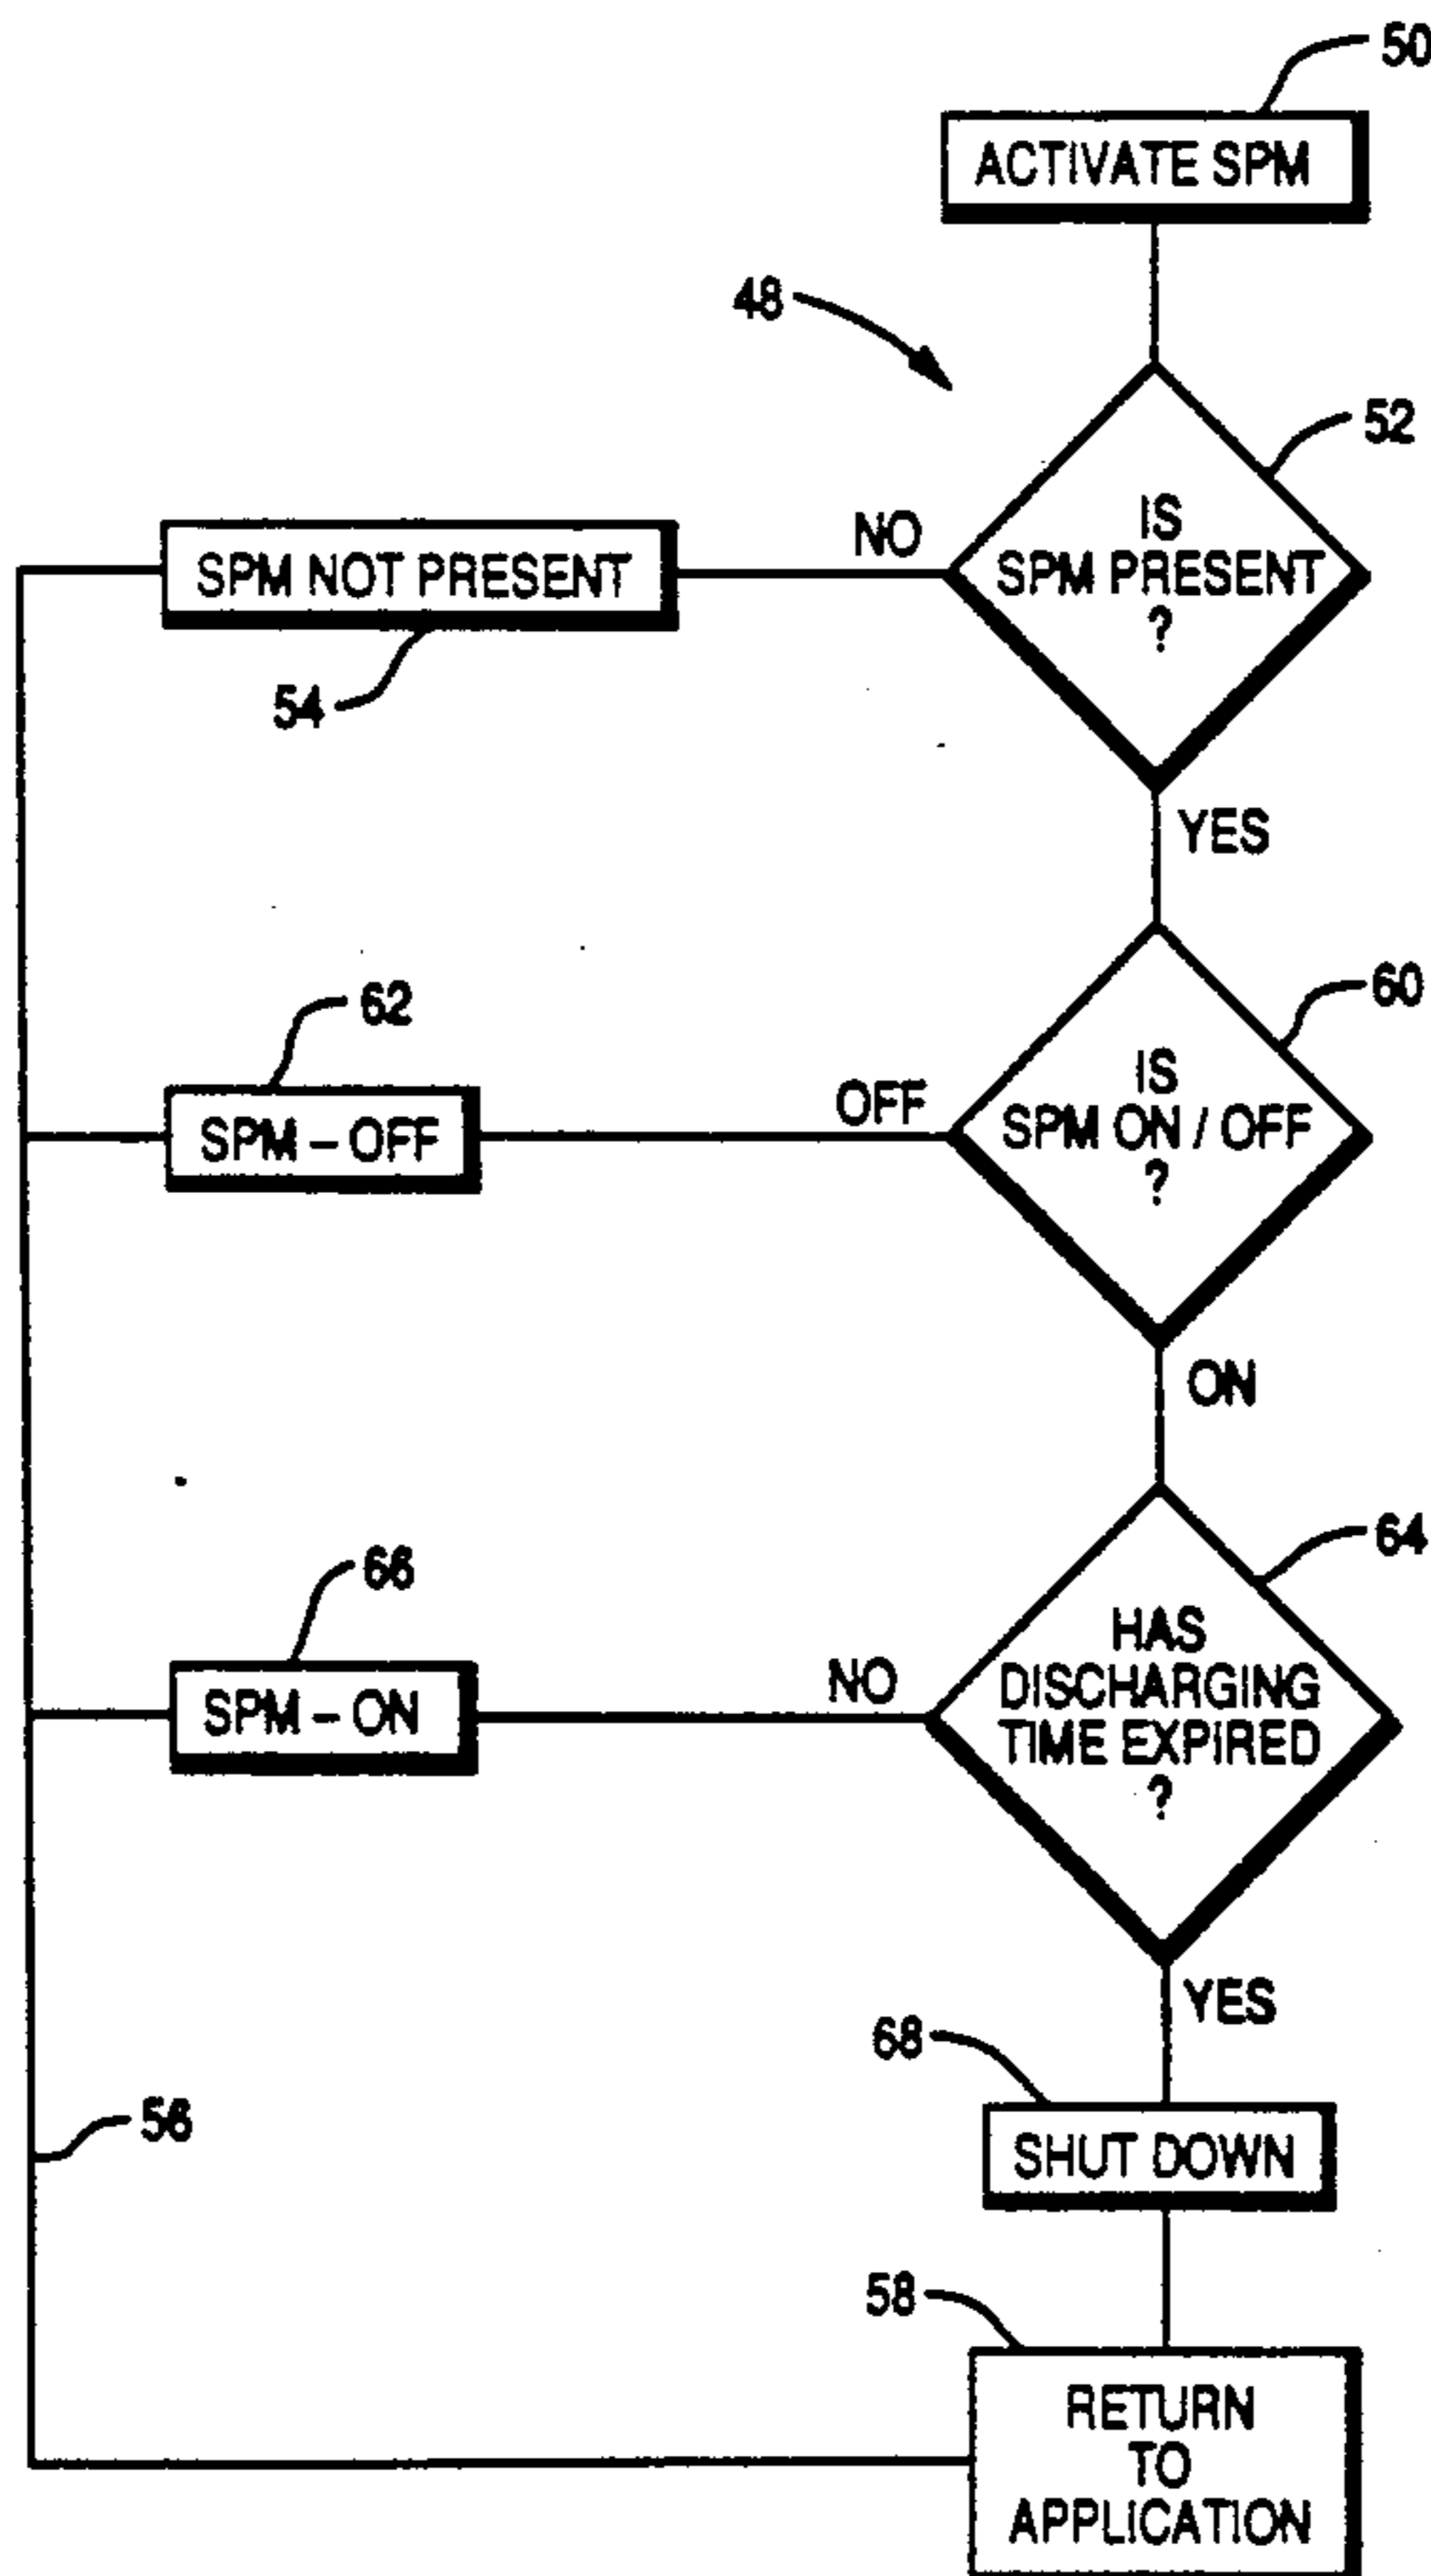 50
ACTIVATE SPM
48
52
IS
SPM PRESENT
?
NO
SPM NOT PRESENT
54
YES
60
62
IS
SPM ON / OFF
?
OFF
SPM – OFF
ON
64
66
HAS
DISCHARGING
TIME EXPIRED
?
NO
SPM – ON
YES
68
56
SHUT DOWN
58
RETURN
TO
APPLICATION